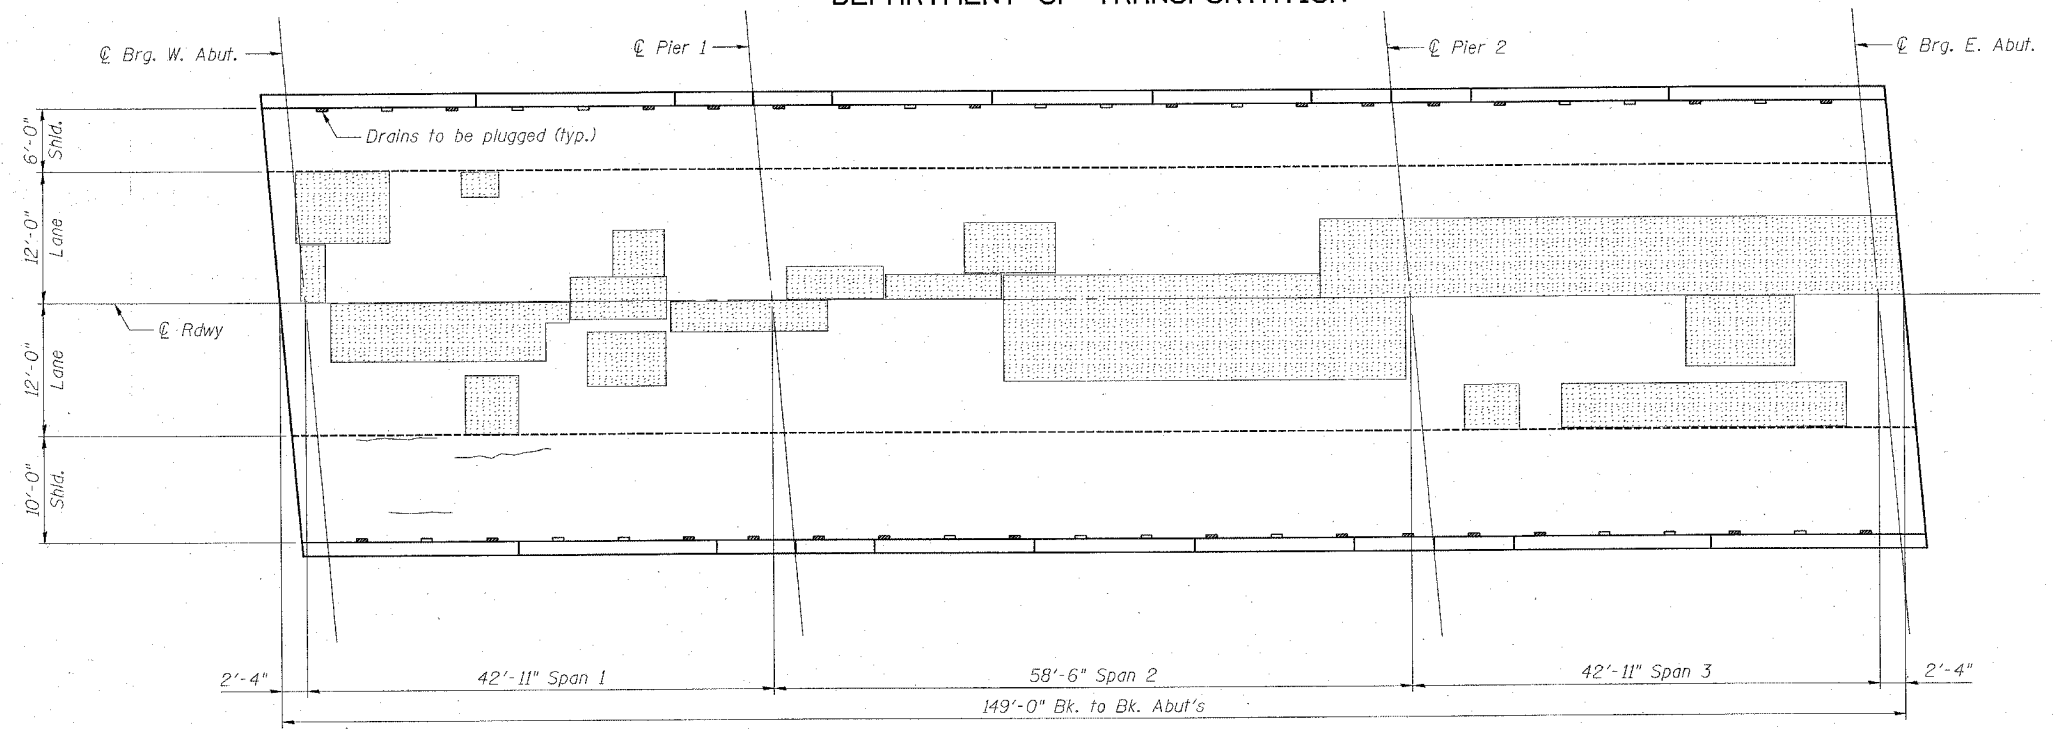 DEPARTMENT OF TRANSPORTATION
℄ Brg. W. Abut.
℄ Pier 1
℄ Pier 2
℄ Brg. E. Abut.
Drains to be plugged (typ.)
6'-0"
Shld.
12'-0"
Lane
℄ Rdwy
12'-0"
Lane
10'-0"
Shld.
2'-4"
42'-11" Span 1
58'-6" Span 2
42'-11" Span 3
2'-4"
149'-0" Bk. to Bk. Abut's